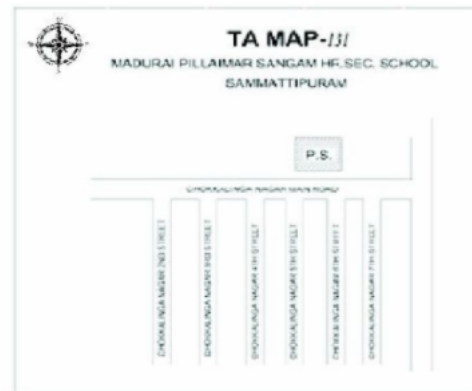 TA MAP-131
MADURAI PILLAIMAR SANGAM HR.SEC. SCHOOL
SAMMATTIPURAM
P.S.
CHOKKALINGA NAGAR MAIN ROAD
CHOKKALINGA NAGAR 2ND STREET
CHOKKALINGA NAGAR 3RD STREET
CHOKKALINGA NAGAR 4TH STREET
CHOKKALINGA NAGAR 5TH STREET
CHOKKALINGA NAGAR 6TH STREET
CHOKKALINGA NAGAR 7TH STREET